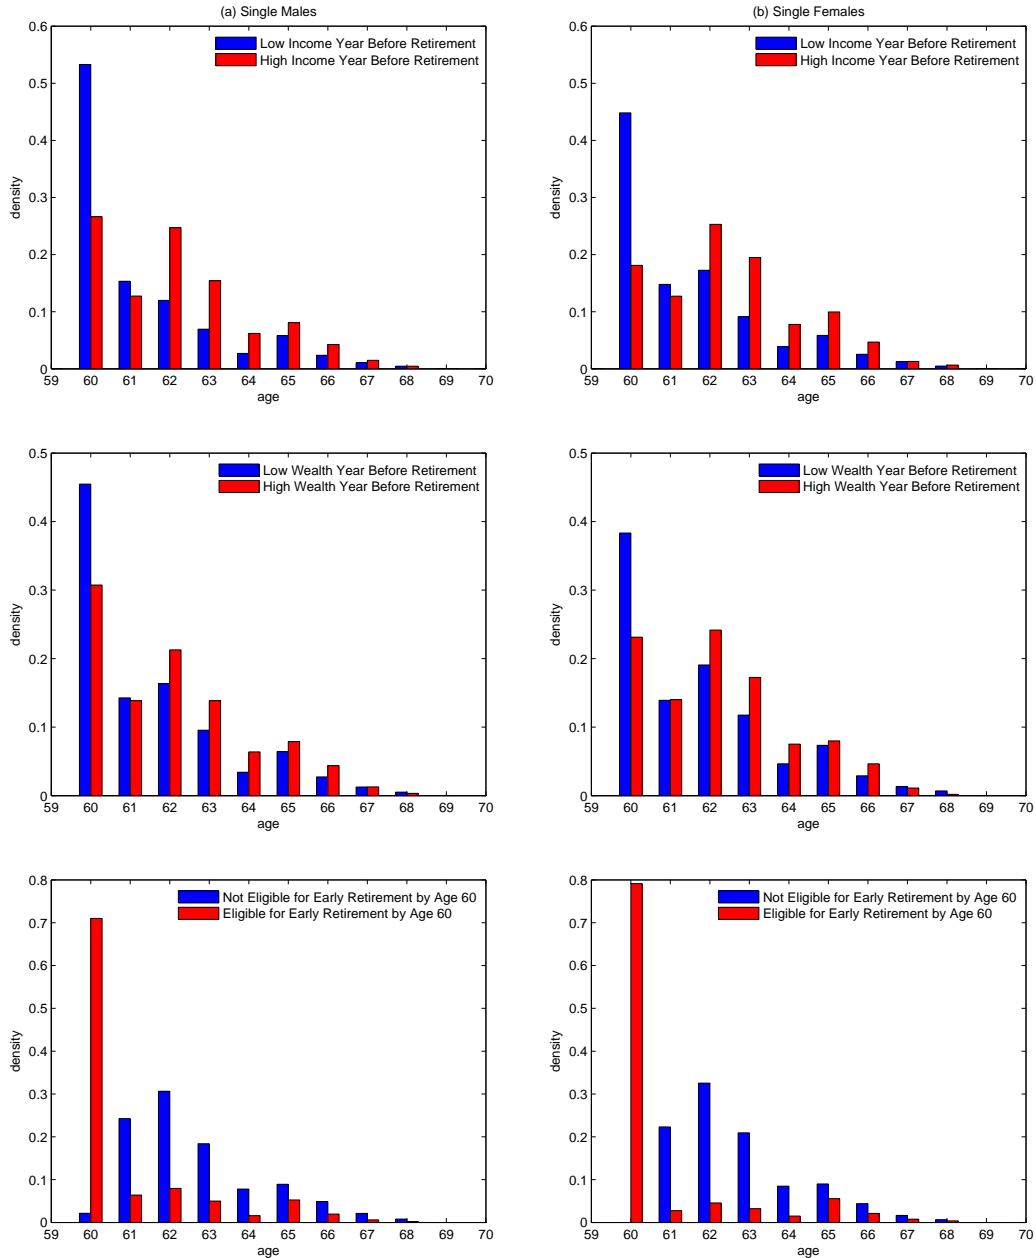 (a) Single Males
0.6
0.5
0.4
0.3
0.2
0.1
0
density
Low Income Year Before Retirement
High Income Year Before Retirement
59 60 61 62 63 64 65 66 67 68 69 70
age
(b) Single Females
0.6
0.5
0.4
0.3
0.2
0.1
0
density
Low Income Year Before Retirement
High Income Year Before Retirement
59 60 61 62 63 64 65 66 67 68 69 70
age
0.5
0.4
0.3
0.2
0.1
0
density
Low Wealth Year Before Retirement
High Wealth Year Before Retirement
59 60 61 62 63 64 65 66 67 68 69 70
age
0.5
0.4
0.3
0.2
0.1
0
density
Low Wealth Year Before Retirement
High Wealth Year Before Retirement
59 60 61 62 63 64 65 66 67 68 69 70
age
0.8
0.7
0.6
0.5
0.4
0.3
0.2
0.1
0
density
Not Eligible for Early Retirement by Age 60
Eligible for Early Retirement by Age 60
59 60 61 62 63 64 65 66 67 68 69 70
age
0.8
0.7
0.6
0.5
0.4
0.3
0.2
0.1
0
density
Not Eligible for Early Retirement by Age 60
Eligible for Early Retirement by Age 60
59 60 61 62 63 64 65 66 67 68 69 70
age